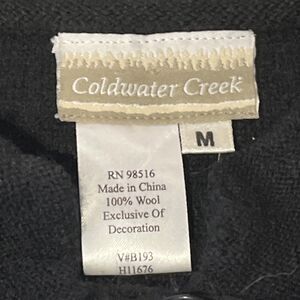 Coldwater Creek
M
RN 98516
Made in China
100% Wool
Exclusive Of
Decoration
V#B193
H11676